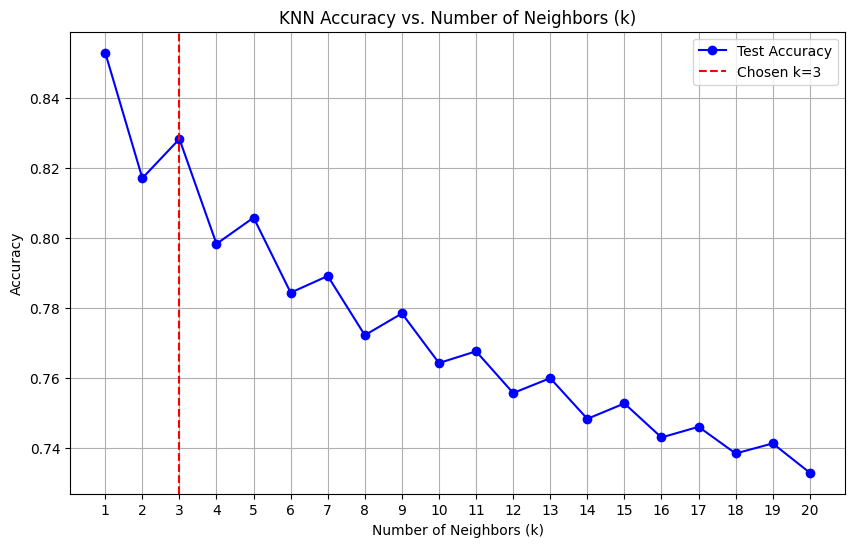 KNN Accuracy vs. Number of Neighbors (k)
Test Accuracy
Chosen k=3
Accuracy
0.84
0.82
0.80
0.78
0.76
0.74
1 2 3 4 5 6 7 8 9 10 11 12 13 14 15 16 17 18 19 20
Number of Neighbors (k)